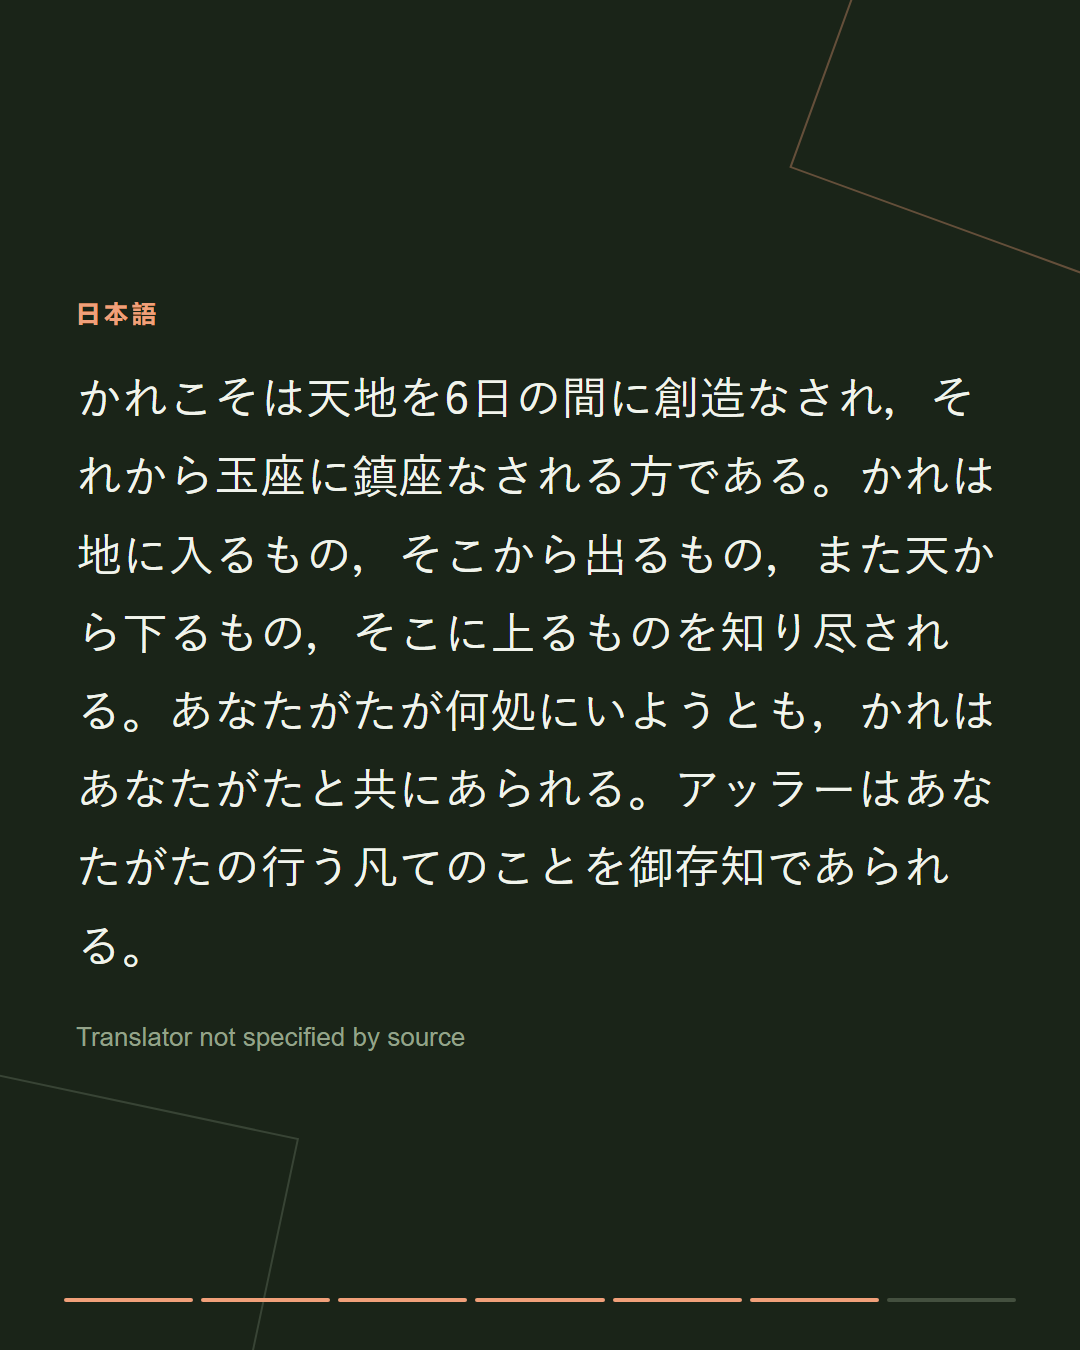 日本語
かれこそは天地を6日の間に創造なされ，そ
れから玉座に鎮座なされる方である。かれは
地に入るもの，そこから出るもの，また天か
ら下るもの，そこに上るものを知り尽され
る。あなたがたが何処にいようとも，かれは
あなたがたと共にあられる。アッラーはあな
たがたの行う凡てのことを御存知であられ
る。
Translator not specified by source